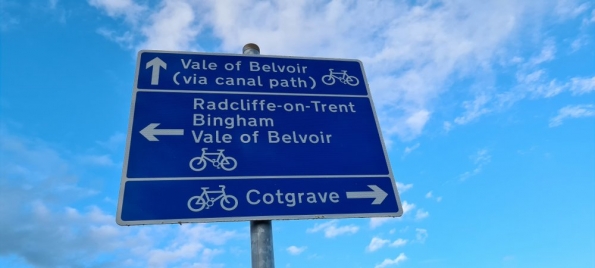 Vale of Belvoir
(via canal path)
Radcliffe-on-Trent
Bingham
Vale of Belvoir
Cotgrave